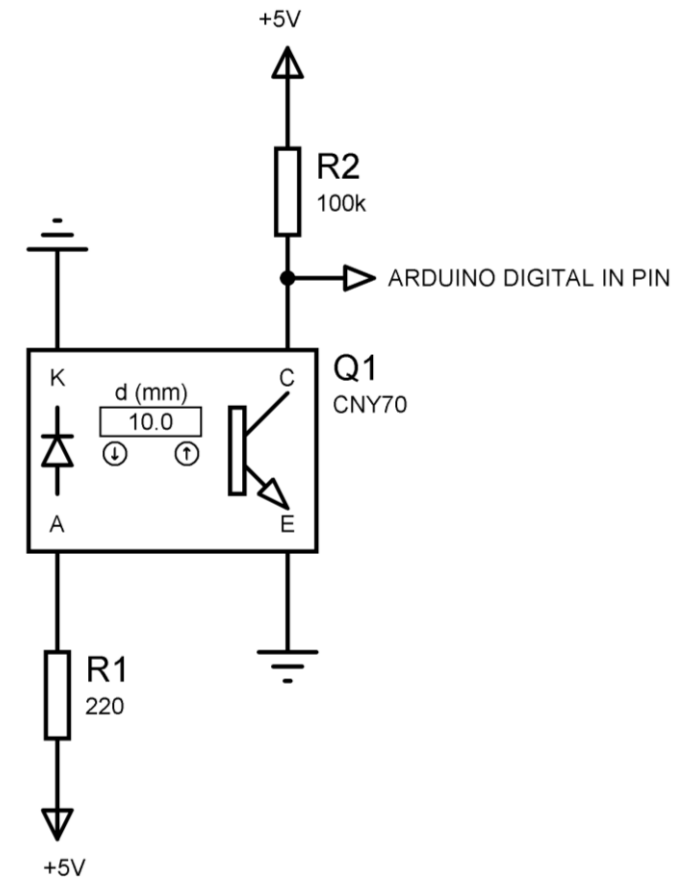 +5V
R2
100k
ARDUINO DIGITAL IN PIN
K
d (mm)
10.0
C
Q1
CNY70
A
E
R1
220
+5V